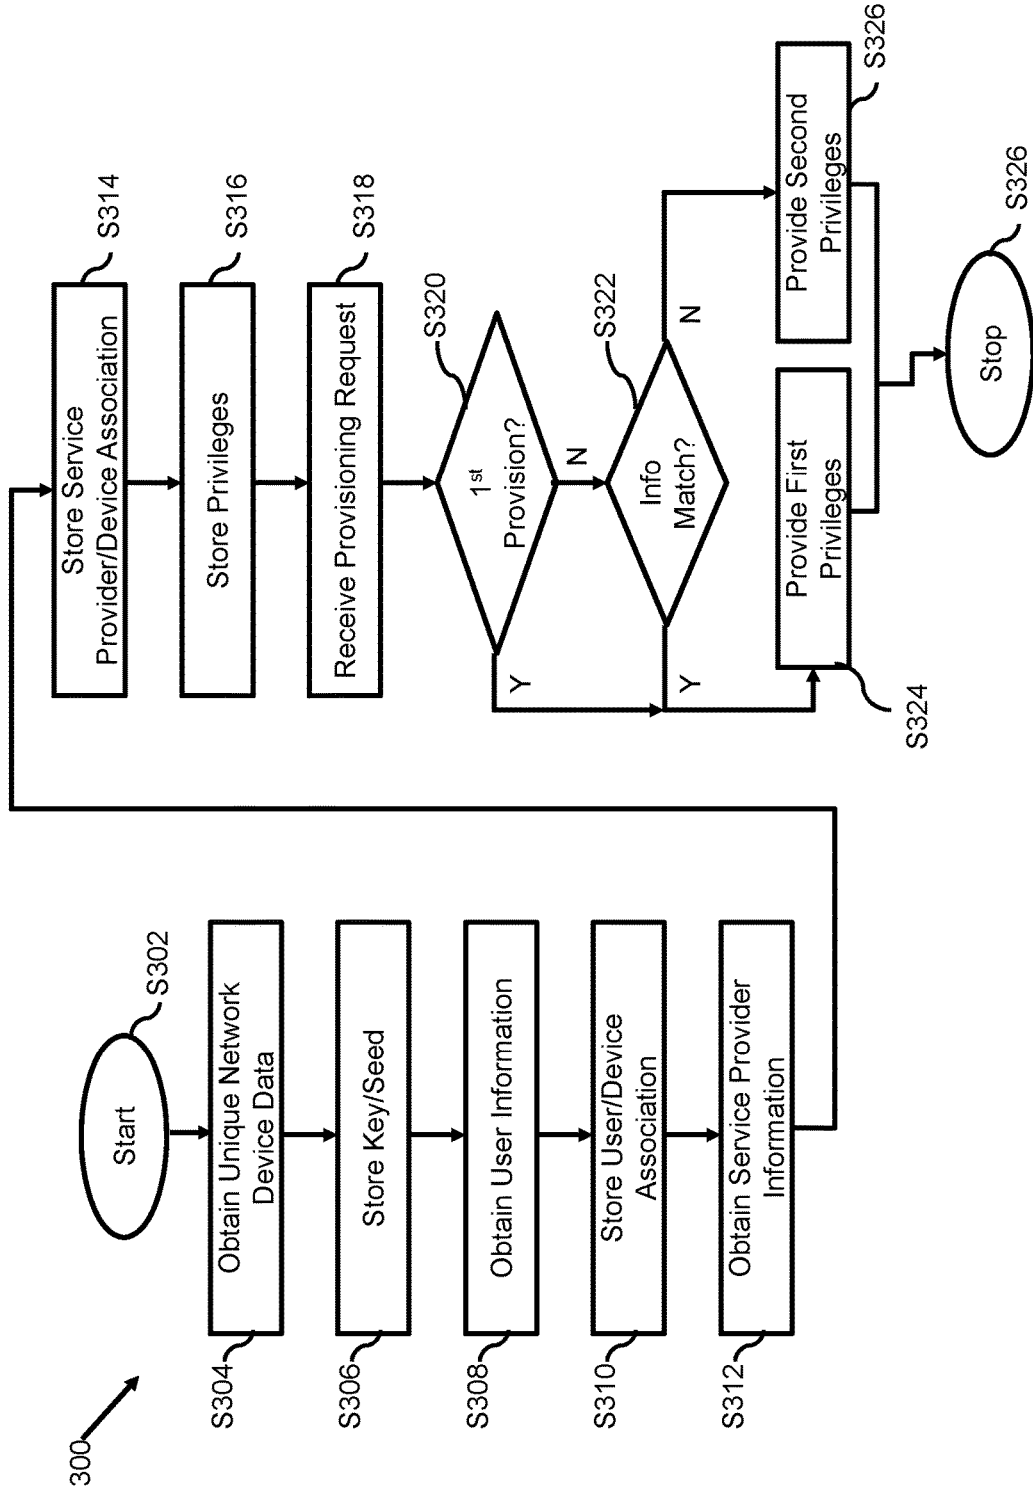 300
Start
S302
Obtain Unique Network
Device Data
S304
Store Key/Seed
S306
Obtain User Information
S308
Store User/Device
Association
S310
Obtain Service Provider
Information
S312
Store Service
Provider/Device Association
S314
Store Privileges
S316
Receive Provisioning Request
S318
1st
Provision?
S320
Y
N
Info
Match?
S322
Y
N
Provide First
Privileges
S324
Provide Second
Privileges
S326
Stop
S326